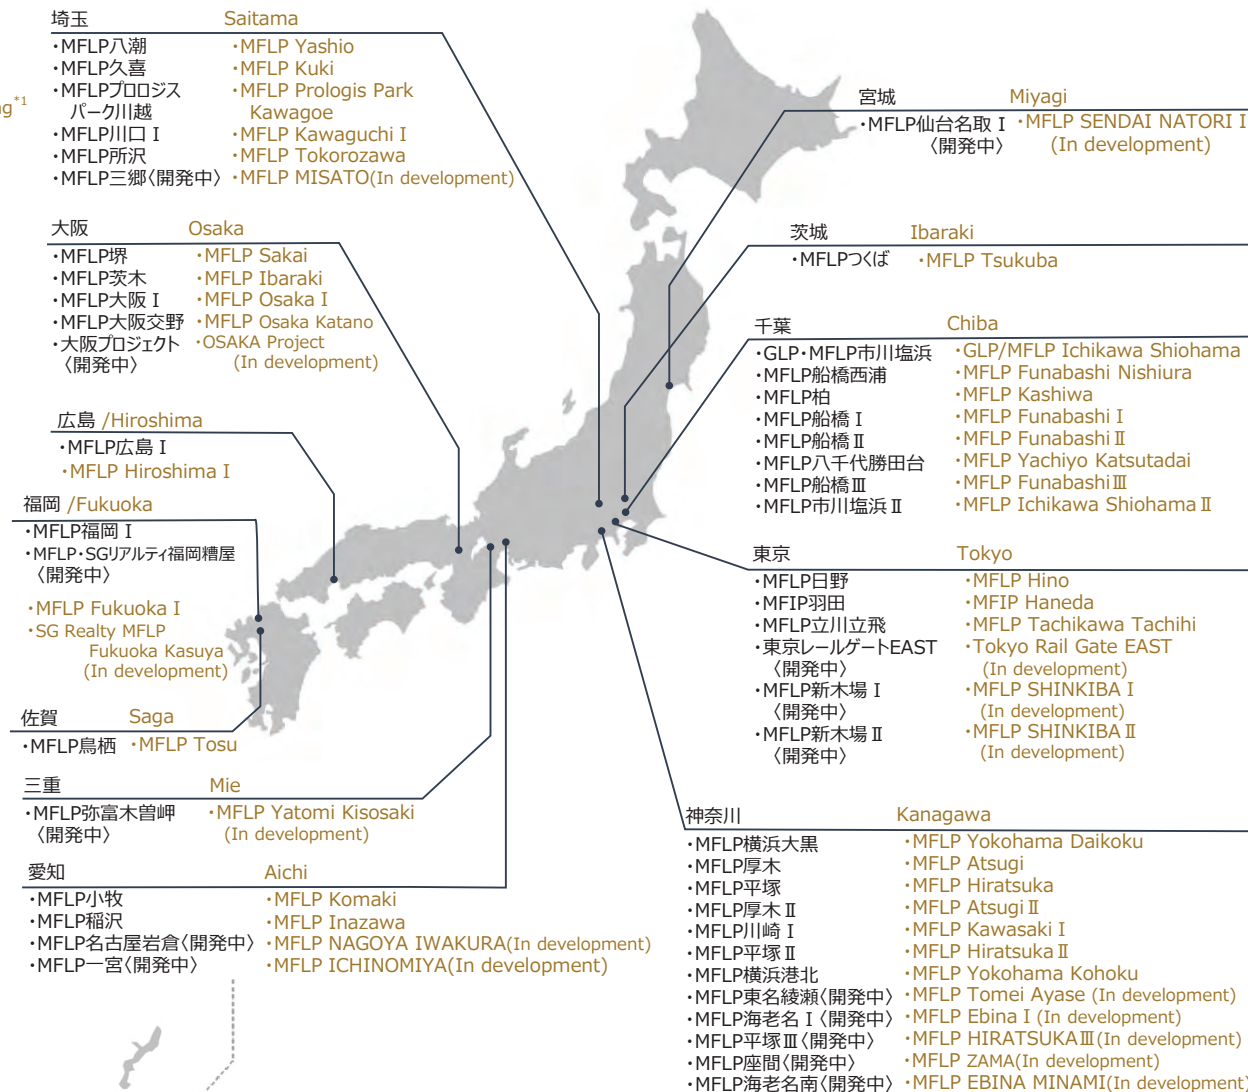 ng*1
埼玉 Saitama
・MFLP八潮 ・MFLP Yashio
・MFLP久喜 ・MFLP Kuki
・MFLPプロロジス ・MFLP Prologis Park
パーク川越 Kawagoe
・MFLP川口Ⅰ ・MFLP Kawaguchi Ⅰ
・MFLP所沢 ・MFLP Tokorozawa
・MFLP三郷〈開発中〉 ・MFLP MISATO(In development)
大阪 Osaka
・MFLP堺 ・MFLP Sakai
・MFLP茨木 ・MFLP Ibaraki
・MFLP大阪Ⅰ ・MFLP Osaka Ⅰ
・MFLP大阪交野 ・MFLP Osaka Katano
・大阪プロジェクト ・OSAKA Project
〈開発中〉 (In development)
広島 /Hiroshima
・MFLP広島Ⅰ
・MFLP Hiroshima Ⅰ
福岡 /Fukuoka
・MFLP福岡Ⅰ
・MFLP・SGリアルティ福岡糟屋
〈開発中〉
・MFLP Fukuoka Ⅰ
・SG Realty MFLP
Fukuoka Kasuya
(In development)
佐賀 Saga
・MFLP鳥栖 ・MFLP Tosu
三重 Mie
・MFLP弥富木曽岬 ・MFLP Yatomi Kisosaki
〈開発中〉 (In development)
愛知 Aichi
・MFLP小牧 ・MFLP Komaki
・MFLP稲沢 ・MFLP Inazawa
・MFLP名古屋岩倉〈開発中〉 ・MFLP NAGOYA IWAKURA(In development)
・MFLP一宮〈開発中〉 ・MFLP ICHINOMIYA(In development)
宮城 Miyagi
・MFLP仙台名取Ⅰ ・MFLP SENDAI NATORI Ⅰ
〈開発中〉 (In development)
茨城 Ibaraki
・MFLPつくば ・MFLP Tsukuba
千葉 Chiba
・GLP・MFLP市川塩浜 ・GLP/MFLP Ichikawa Shiohama
・MFLP船橋西浦 ・MFLP Funabashi Nishiura
・MFLP柏 ・MFLP Kashiwa
・MFLP船橋Ⅰ ・MFLP Funabashi Ⅰ
・MFLP船橋Ⅱ ・MFLP Funabashi Ⅱ
・MFLP八千代勝田台 ・MFLP Yachiyo Katsutadai
・MFLP船橋Ⅲ ・MFLP Funabashi Ⅲ
・MFLP市川塩浜Ⅱ ・MFLP Ichikawa Shiohama Ⅱ
東京 Tokyo
・MFLP日野 ・MFLP Hino
・MFIP羽田 ・MFIP Haneda
・MFLP立川立飛 ・MFLP Tachikawa Tachihi
・東京レールゲートEAST ・Tokyo Rail Gate EAST
〈開発中〉 (In development)
・MFLP新木場Ⅰ ・MFLP SHINKIBA Ⅰ
〈開発中〉 (In development)
・MFLP新木場Ⅱ ・MFLP SHINKIBA Ⅱ
〈開発中〉 (In development)
神奈川 Kanagawa
・MFLP横浜大黒 ・MFLP Yokohama Daikoku
・MFLP厚木 ・MFLP Atsugi
・MFLP平塚 ・MFLP Hiratsuka
・MFLP厚木Ⅱ ・MFLP Atsugi Ⅱ
・MFLP川崎Ⅰ ・MFLP Kawasaki Ⅰ
・MFLP平塚Ⅱ ・MFLP Hiratsuka Ⅱ
・MFLP横浜港北 ・MFLP Yokohama Kohoku
・MFLP東名綾瀬〈開発中〉 ・MFLP Tomei Ayase (In development)
・MFLP海老名Ⅰ〈開発中〉 ・MFLP Ebina Ⅰ (In development)
・MFLP平塚Ⅲ〈開発中〉 ・MFLP HIRATSUKAⅢ(In development)
・MFLP座間〈開発中〉 ・MFLP ZAMA(In development)
・MFLP海老名南〈開発中〉 ・MFLP EBINA MINAMI(In development)